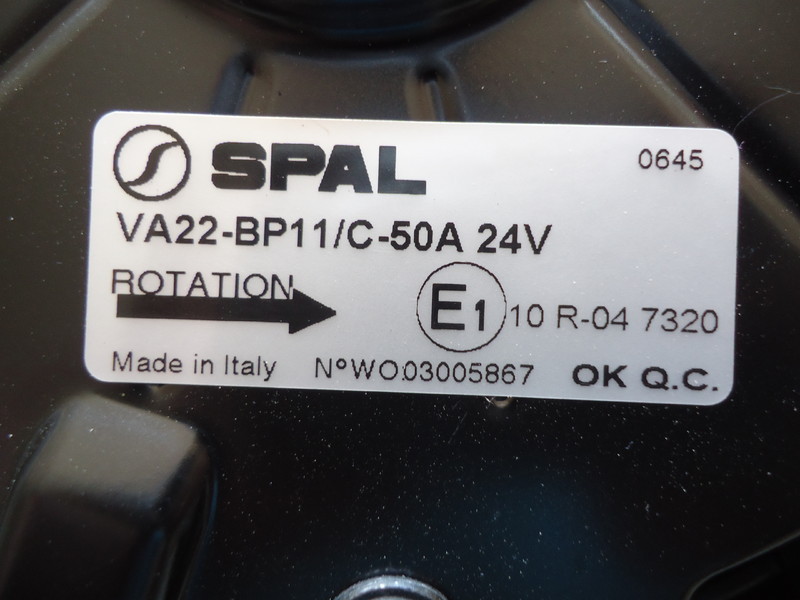 SPAL 0645
VA22-BP11/C-50A 24V
ROTATION E1 10 R-04 7320
Made in Italy N°WO.03005867 OK Q.C.